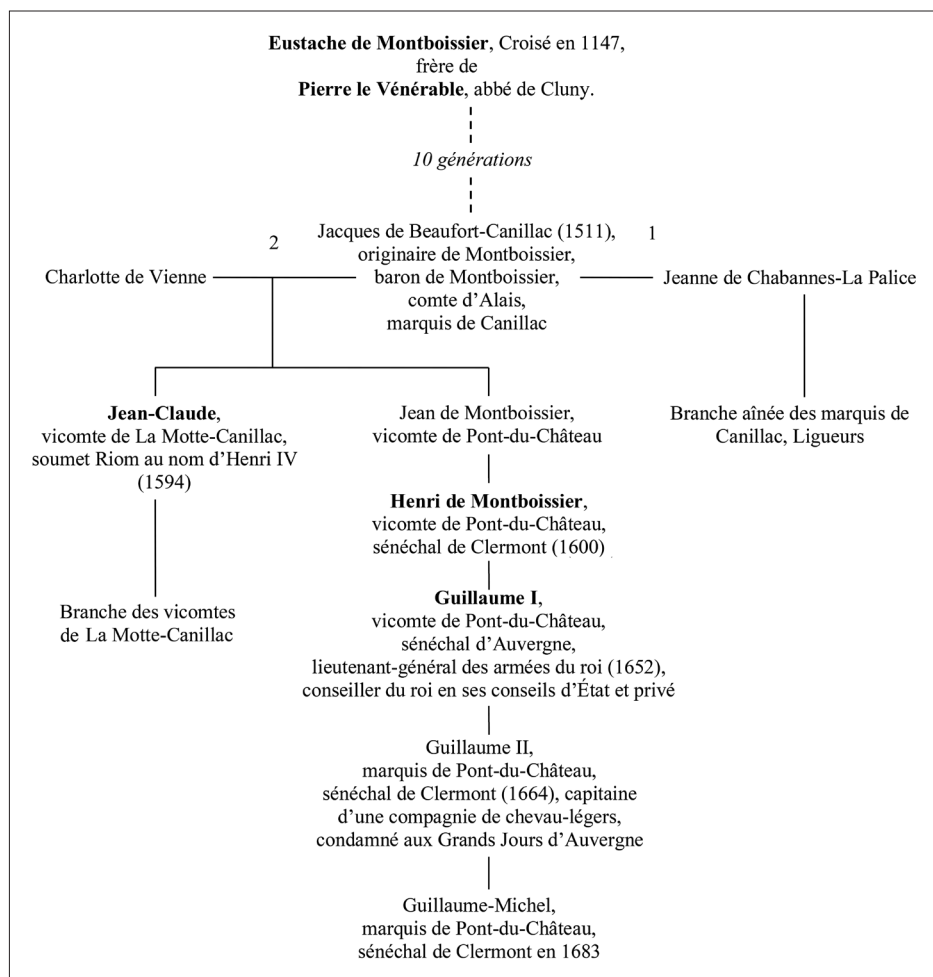 Eustache de Montboissier, Croisé en 1147,
frère de
Pierre le Vénérable, abbé de Cluny.
10 générations
2
Jacques de Beaufort-Canillac (1511),
originaire de Montboissier,
baron de Montboissier,
comte d’Alais,
marquis de Canillac
1
Charlotte de Vienne
Jeanne de Chabannes-La Palice
Jean-Claude,
vicomte de La Motte-Canillac,
soumet Riom au nom d’Henri IV
(1594)
Jean de Montboissier,
vicomte de Pont-du-Château
Branche aînée des marquis de
Canillac, Ligueurs
Henri de Montboissier,
vicomte de Pont-du-Château,
sénéchal de Clermont (1600)
Branche des vicomtes
de La Motte-Canillac
Guillaume I,
vicomte de Pont-du-Château,
sénéchal d’Auvergne,
lieutenant-général des armées du roi (1652),
conseiller du roi en ses conseils d’État et privé
Guillaume II,
marquis de Pont-du-Château,
sénéchal de Clermont (1664), capitaine
d’une compagnie de chevau-légers,
condamné aux Grands Jours d’Auvergne
Guillaume-Michel,
marquis de Pont-du-Château,
sénéchal de Clermont en 1683